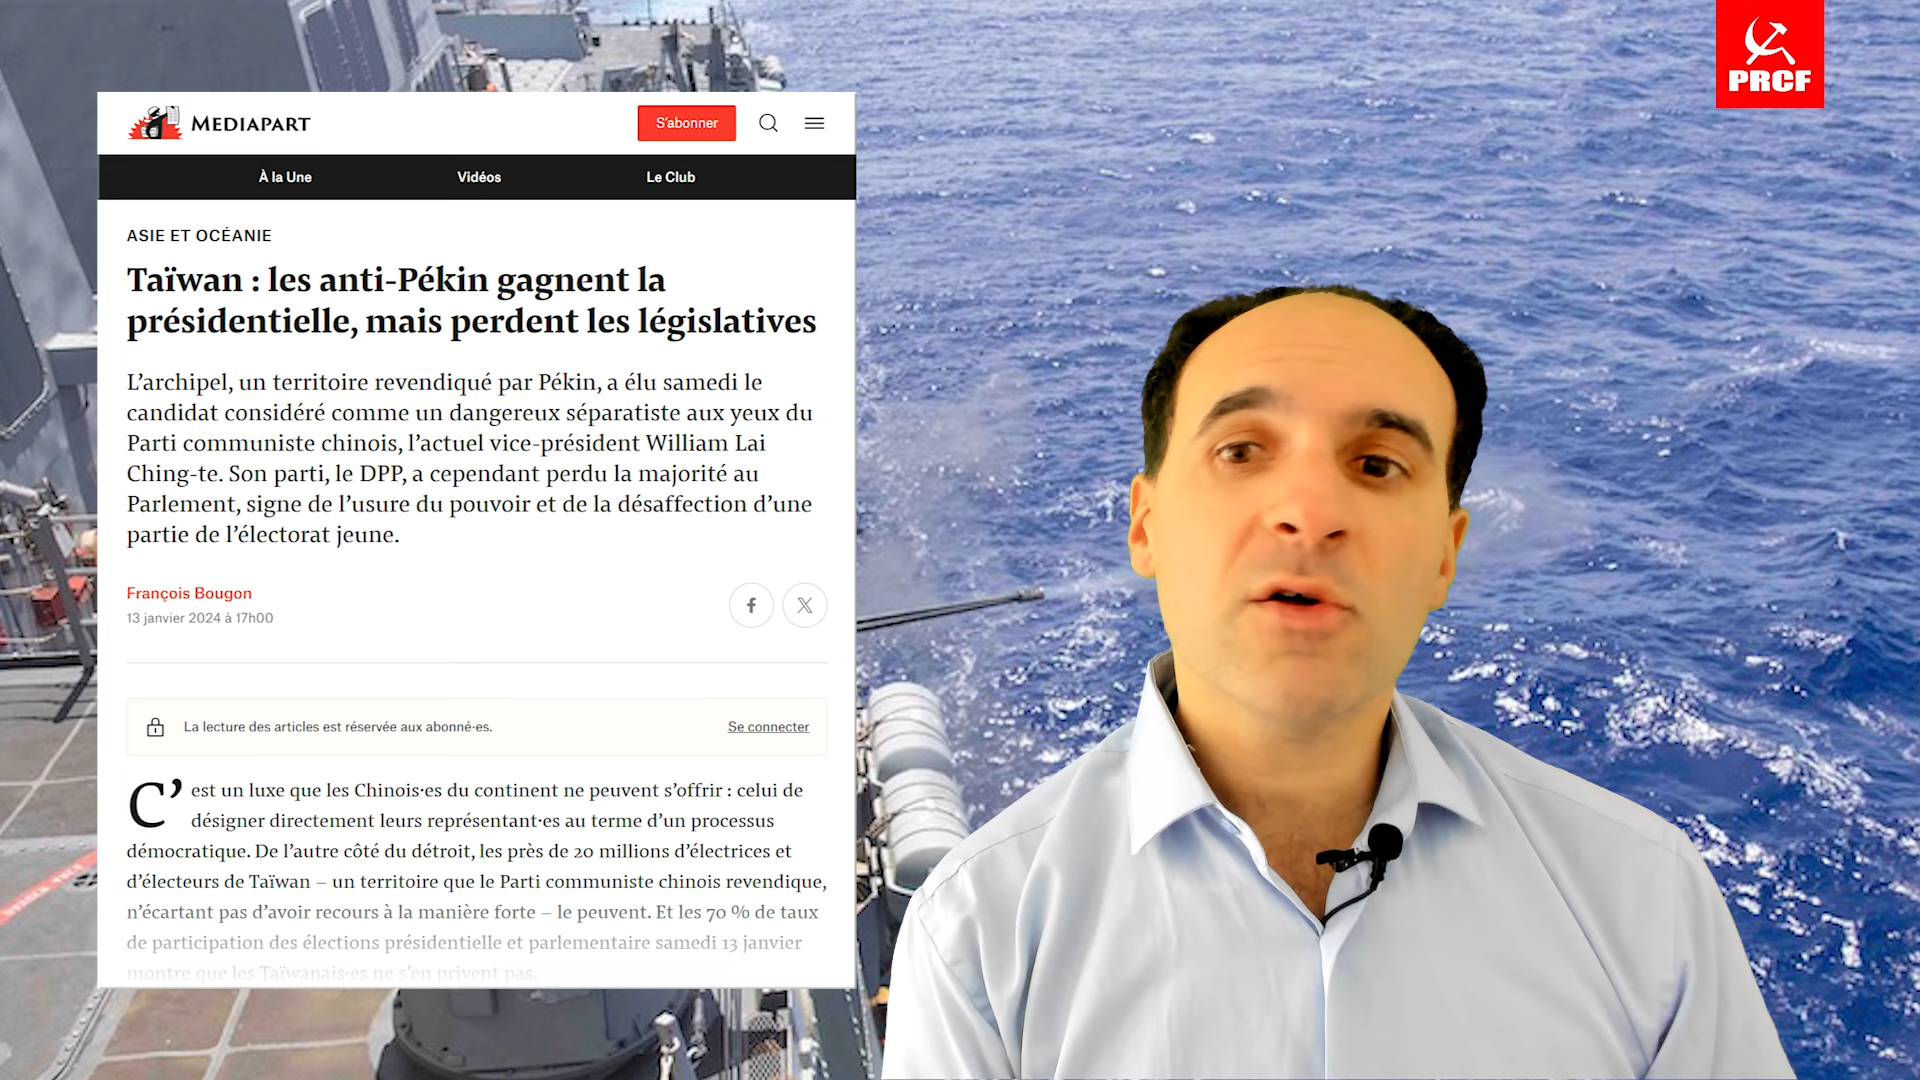 PRCF
MEDIAPART
S'abonner
À la Une
Vidéos
Le Club
ASIE ET OCÉANIE
Taïwan : les anti-Pékin gagnent la
présidentielle, mais perdent les législatives
L'archipel, un territoire revendiqué par Pékin, a élu samedi le
candidat considéré comme un dangereux séparatiste aux yeux du
Parti communiste chinois, l'actuel vice-président William Lai
Ching-te. Son parti, le DPP, a cependant perdu la majorité au
Parlement, signe de l'usure du pouvoir et de la désaffection d'une
partie de l'électorat jeune.
François Bougon
13 janvier 2024 à 17h00
La lecture des articles est réservée aux abonné·es.
Se connecter
C'est un luxe que les Chinois·es du continent ne peuvent s'offrir : celui de
désigner directement leurs représentant·es au terme d'un processus
démocratique. De l'autre côté du détroit, les près de 20 millions d'électrices et
d'électeurs de Taïwan – un territoire que le Parti communiste chinois revendique,
n'écartant pas d'avoir recours à la manière forte – le peuvent. Et les 70 % de taux
de participation des élections présidentielle et parlementaire samedi 13 janvier
montre que les Taïwanais·es ne s'en privent pas.